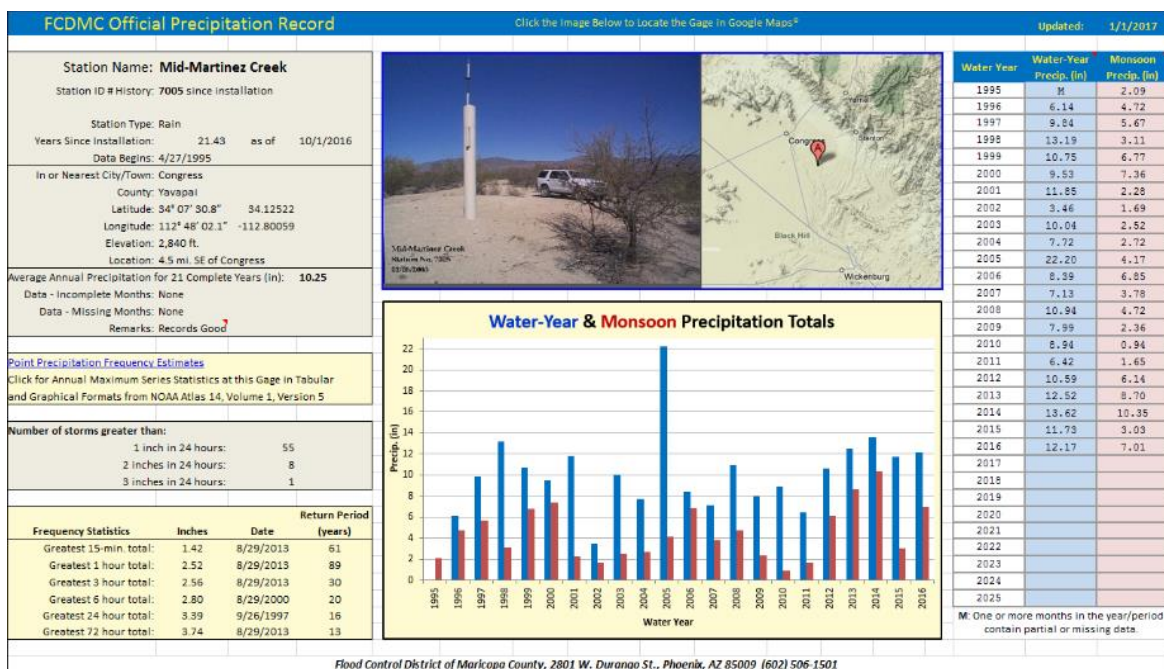 FCDMC Official Precipitation Record
Click the Image Below to Locate the Gage in Google Maps®
Updated: 1/1/2017
Station Name: Mid-Martinez Creek
Station ID # History: 7005 since installation
Station Type: Rain
Years Since Installation: 21.43 as of 10/1/2016
Data Begins: 4/27/1995
In or Nearest City/Town: Congress
County: Yavapai
Latitude: 34° 07' 30.8" 34.12522
Longitude: 112° 48' 02.1" -112.80059
Elevation: 2,840 ft.
Location: 4.5 mi. SE of Congress
Average Annual Precipitation for 21 Complete Years (in): 10.25
Data - Incomplete Months: None
Data - Missing Months: None
Remarks: Records Good
Point Precipitation Frequency Estimates
Click for Annual Maximum Series Statistics at this Gage in Tabular
and Graphical Formats from NOAA Atlas 14, Volume 1, Version 5
Number of storms greater than:
1 inch in 24 hours: 55
2 inches in 24 hours: 8
3 inches in 24 hours: 1
Return Period
Frequency Statistics Inches Date (years)
Greatest 15-min. total: 1.42 8/29/2013 61
Greatest 1 hour total: 2.52 8/29/2013 89
Greatest 3 hour total: 2.56 8/29/2013 30
Greatest 6 hour total: 2.80 8/29/2000 20
Greatest 24 hour total: 3.39 9/26/1997 16
Greatest 72 hour total: 3.74 8/29/2013 13
Mid-Martinez Creek
Station No. 7005
Yarnell
Congress
Stanton
A
Black Hill
Wickenburg
Water-Year & Monsoon Precipitation Totals
Precip. (in)
22
20
18
16
14
12
10
8
6
4
2
0
1995 1996 1997 1998 1999 2000 2001 2002 2003 2004 2005 2006 2007 2008 2009 2010 2011 2012 2013 2014 2015 2016
Water Year
Water Year Water-Year Precip. (in) Monsoon Precip. (in)
1995 M 2.09
1996 6.14 4.72
1997 9.84 5.67
1998 13.19 3.11
1999 10.75 6.77
2000 9.53 7.36
2001 11.85 2.28
2002 3.46 1.69
2003 10.04 2.52
2004 7.72 2.72
2005 22.20 4.17
2006 8.39 6.85
2007 7.13 3.78
2008 10.94 4.72
2009 7.99 2.36
2010 8.94 0.94
2011 6.42 1.65
2012 10.59 6.14
2013 12.52 8.70
2014 13.62 10.35
2015 11.73 3.03
2016 12.17 7.01
2017
2018
2019
2020
2021
2022
2023
2024
2025
M: One or more months in the year/period
contain partial or missing data.
Flood Control District of Maricopa County, 2801 W. Durango St., Phoenix, AZ 85009 (602) 506-1501